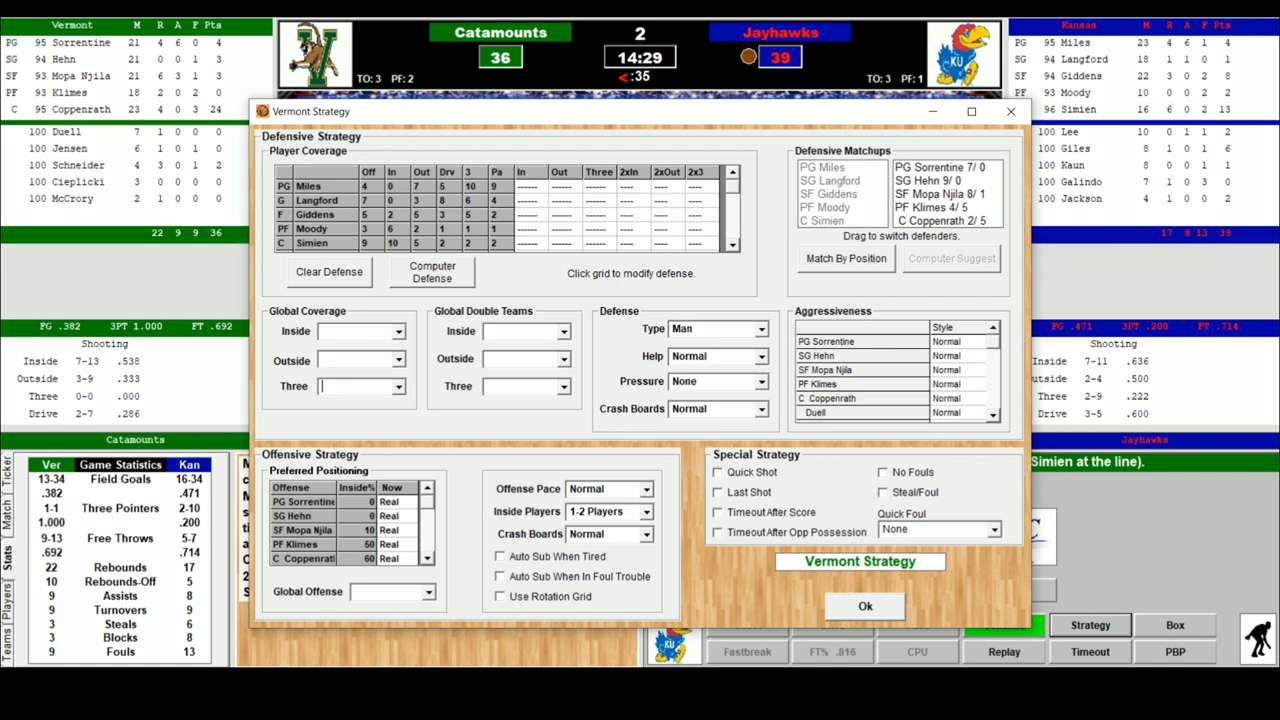 Vermont M R A F Pts
PG 95 Sorrentine 21 4 6 0 4
SG 94 Hehn 21 0 0 1 3
SF 93 Mopa Njila 21 6 3 1 3
PF 93 Klimes 18 2 0 2 0
C 95 Coppenrath 23 4 0 3 24
100 Duell 7 1 0 0 0
100 Jensen 6 1 0 0 0
100 Schneider 4 3 0 1 2
100 Cieplicki 3 0 0 1 0
100 McCrory 2 1 0 0 0
22 9 9 36
FG .382 3PT 1.000 FT .692
Shooting
Inside 7-13 .538
Outside 3-9 .333
Three 0-0 .000
Drive 2-7 .286
Catamounts
Ticker
Match
Stats
Players
Teams
Ver Game Statistics Kan
13-34 Field Goals 16-34
.382 .471
1-1 Three Pointers 2-10
1.000 .200
9-13 Free Throws 5-7
.692 .714
22 Rebounds 17
10 Rebounds-Off 5
9 Assists 8
9 Turnovers 9
3 Steals 6
3 Blocks 8
9 Fouls 13
Catamounts 2 Jayhawks
36 14:29 39
< :35
TO: 3 PF: 2
TO: 3 PF: 1
V
KU
Kansas M R A F Pts
PG 95 Miles 23 4 6 1 4
SG 94 Langford 18 1 1 0 1
SF 94 Giddens 22 3 0 2 8
PF 93 Moody 10 0 0 2 2
C 96 Simien 16 6 0 2 13
100 Lee 10 0 1 1 2
100 Giles 8 1 0 1 6
100 Kaun 8 0 0 1 1
100 Galindo 7 1 0 3 0
100 Jackson 4 1 0 0 2
17 8 13 39
FG .471 3PT .200 FT .714
Shooting
Inside 7-11 .636
utside 2-4 .500
Three 2-9 .222
Drive 3-5 .600
Jayhawks
Simien at the line).
Vermont Strategy
Defensive Strategy
Player Coverage
Off In Out Drv 3 Pa In Out Three 2xIn 2xOut 2x3
PG Miles 4 0 7 5 10 9 ------ ------ ------ ---- ---- ----
G Langford 7 0 3 8 6 4 ------ ------ ------ ---- ---- ----
F Giddens 5 2 5 3 5 2 ------ ------ ------ ---- ---- ----
PF Moody 3 6 2 1 1 1 ------ ------ ------ ---- ---- ----
C Simien 9 10 5 2 2 2 ------ ------ ------ ---- ---- ----
Clear Defense
Computer
Defense
Click grid to modify defense.
Defensive Matchups
PG Miles PG Sorrentine 7/ 0
SG Langford SG Hehn 9/ 0
SF Giddens SF Mopa Njila 8/ 1
PF Moody PF Klimes 4/ 5
C Simien C Coppenrath 2/ 5
Drag to switch defenders.
Match By Position
Computer Suggest
Global Coverage
Inside
Outside
Three
Global Double Teams
Inside
Outside
Three
Defense
Type Man
Help Normal
Pressure None
Crash Boards Normal
Aggressiveness
Style
PG Sorrentine Normal
SG Hehn Normal
SF Mopa Njila Normal
PF Klimes Normal
C Coppenrath Normal
Duell Normal
Offensive Strategy
Preferred Positioning
Offense Inside% Now
PG Sorrentine 0 Real
SG Hehn 0 Real
SF Mopa Njila 10 Real
PF Klimes 50 Real
C Coppenrath 60 Real
Global Offense
Offense Pace Normal
Inside Players 1-2 Players
Crash Boards Normal
Auto Sub When Tired
Auto Sub When In Foul Trouble
Use Rotation Grid
Special Strategy
Quick Shot
Last Shot
Timeout After Score
Timeout After Opp Possession
No Fouls
Steal/Foul
Quick Foul
None
Vermont Strategy
Ok
KU
Strategy
Box
Fastbreak
FT% .816
CPU
Replay
Timeout
PBP